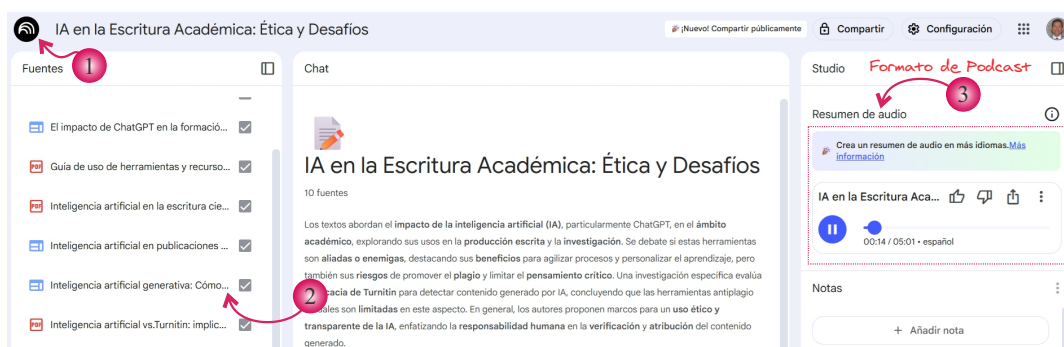 IA en la Escritura Académica: Ética y Desafíos
¡Nuevo! Compartir públicamente
Compartir
Configuración
Fuentes
1
El impacto de ChatGPT en la formació...
Guía de uso de herramientas y recurso...
Inteligencia artificial en la escritura cie...
Inteligencia artificial en publicaciones ...
Inteligencia artificial generativa: Cómo...
Inteligencia artificial vs.Turnitin: implic...
2
Chat
IA en la Escritura Académica: Ética y Desafíos
10 fuentes
Los textos abordan el impacto de la inteligencia artificial (IA), particularmente ChatGPT, en el ámbito
académico, explorando sus usos en la producción escrita y la investigación. Se debate si estas herramientas
son aliadas o enemigas, destacando sus beneficios para agilizar procesos y personalizar el aprendizaje, pero
también sus riesgos de promover el plagio y limitar el pensamiento crítico. Una investigación específica evalúa
cacia de Turnitin para detectar contenido generado por IA, concluyendo que las herramientas antiplagio
ales son limitadas en este aspecto. En general, los autores proponen marcos para un uso ético y
transparente de la IA, enfatizando la responsabilidad humana en la verificación y atribución del contenido
generado.
Studio
Formato de Podcast
3
Resumen de audio
Crea un resumen de audio en más idiomas.Más
información
IA en la Escritura Aca...
00:14 / 05:01 • español
Notas
+ Añadir nota